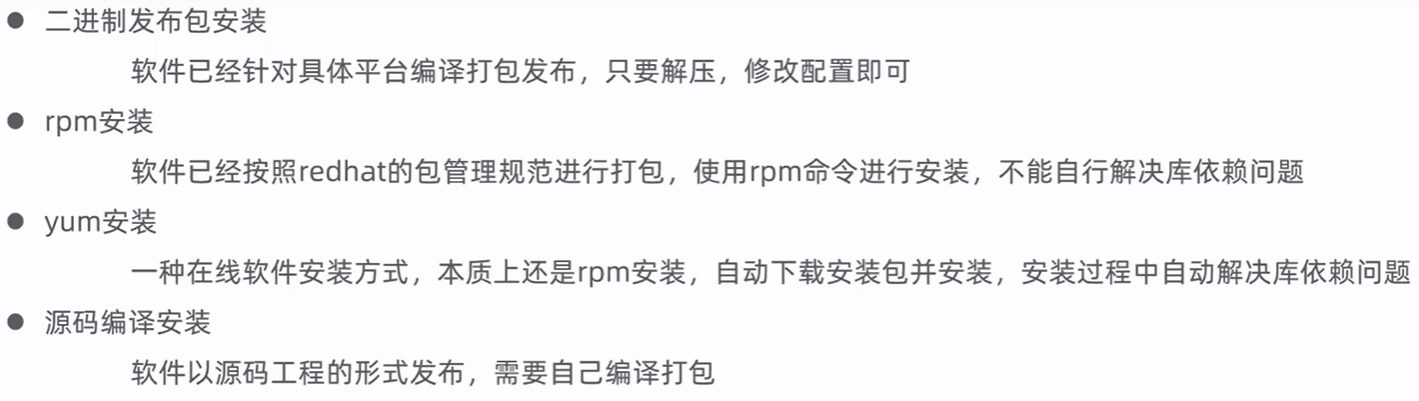 ● 二进制发布包安装
软件已经针对具体平台编译打包发布，只要解压，修改配置即可
● rpm安装
软件已经按照redhat的包管理规范进行打包，使用rpm命令进行安装，不能自行解决库依赖问题
● yum安装
一种在线软件安装方式，本质上还是rpm安装，自动下载安装包并安装，安装过程中自动解决库依赖问题
● 源码编译安装
软件以源码工程的形式发布，需要自己编译打包